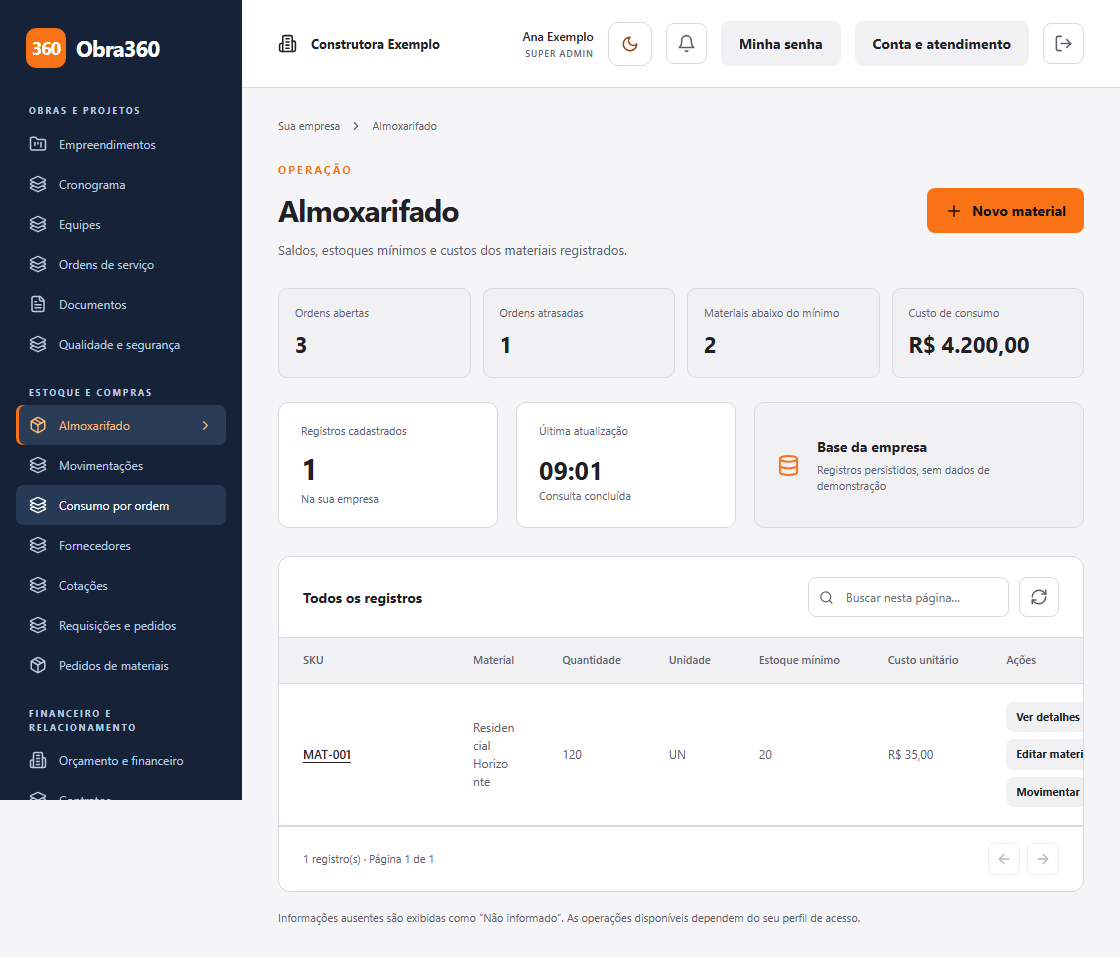 360 Obra360
OBRAS E PROJETOS
Empreendimentos
Cronograma
Equipes
Ordens de serviço
Documentos
Qualidade e segurança
ESTOQUE E COMPRAS
Almoxarifado
Movimentações
Consumo por ordem
Fornecedores
Cotações
Requisições e pedidos
Pedidos de materiais
FINANCEIRO E
RELACIONAMENTO
Orçamento e financeiro
Construtora Exemplo
Ana Exemplo
SUPER ADMIN
Minha senha
Conta e atendimento
Sua empresa
Almoxarifado
OPERAÇÃO
Almoxarifado
Saldos, estoques mínimos e custos dos materiais registrados.
Novo material
Ordens abertas
3
Ordens atrasadas
1
Materiais abaixo do mínimo
2
Custo de consumo
R$ 4.200,00
Registros cadastrados
1
Na sua empresa
Última atualização
09:01
Consulta concluída
Base da empresa
Registros persistidos, sem dados de
demonstração
Todos os registros
Buscar nesta página...
SKU Material Quantidade Unidade Estoque mínimo Custo unitário Ações
MAT-001
Residen
cial
Horizo
nte
120
UN
20
R$ 35,00
Ver detalhes
Editar materi
Movimentar
1 registro(s) · Página 1 de 1
Informações ausentes são exibidas como “Não informado”. As operações disponíveis dependem do seu perfil de acesso.